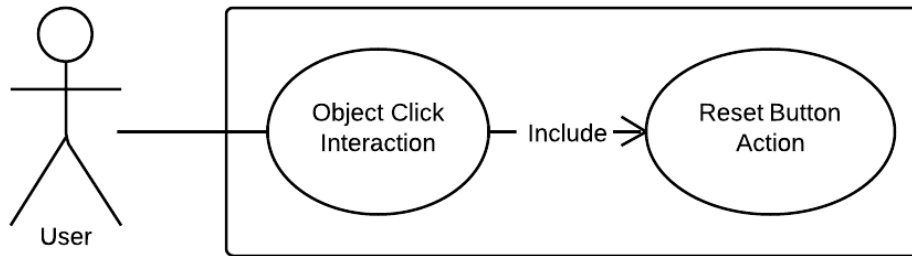 Object Click
Interaction
Include
Reset Button
Action
User